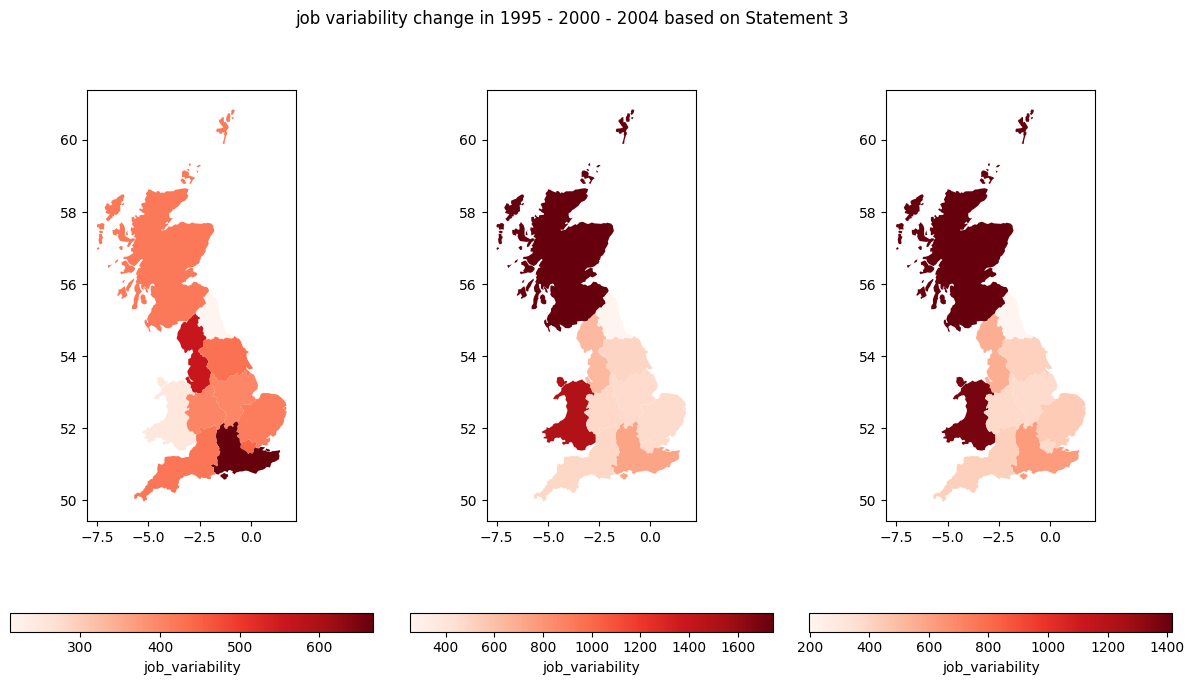 job variability change in 1995 - 2000 - 2004 based on Statement 3
60
58
56
54
52
50
−7.5 −5.0 −2.5 0.0
60
58
56
54
52
50
−7.5 −5.0 −2.5 0.0
60
58
56
54
52
50
−7.5 −5.0 −2.5 0.0
300 400 500 600
job_variability
400 600 800 1000 1200 1400 1600
job_variability
200 400 600 800 1000 1200 1400
job_variability